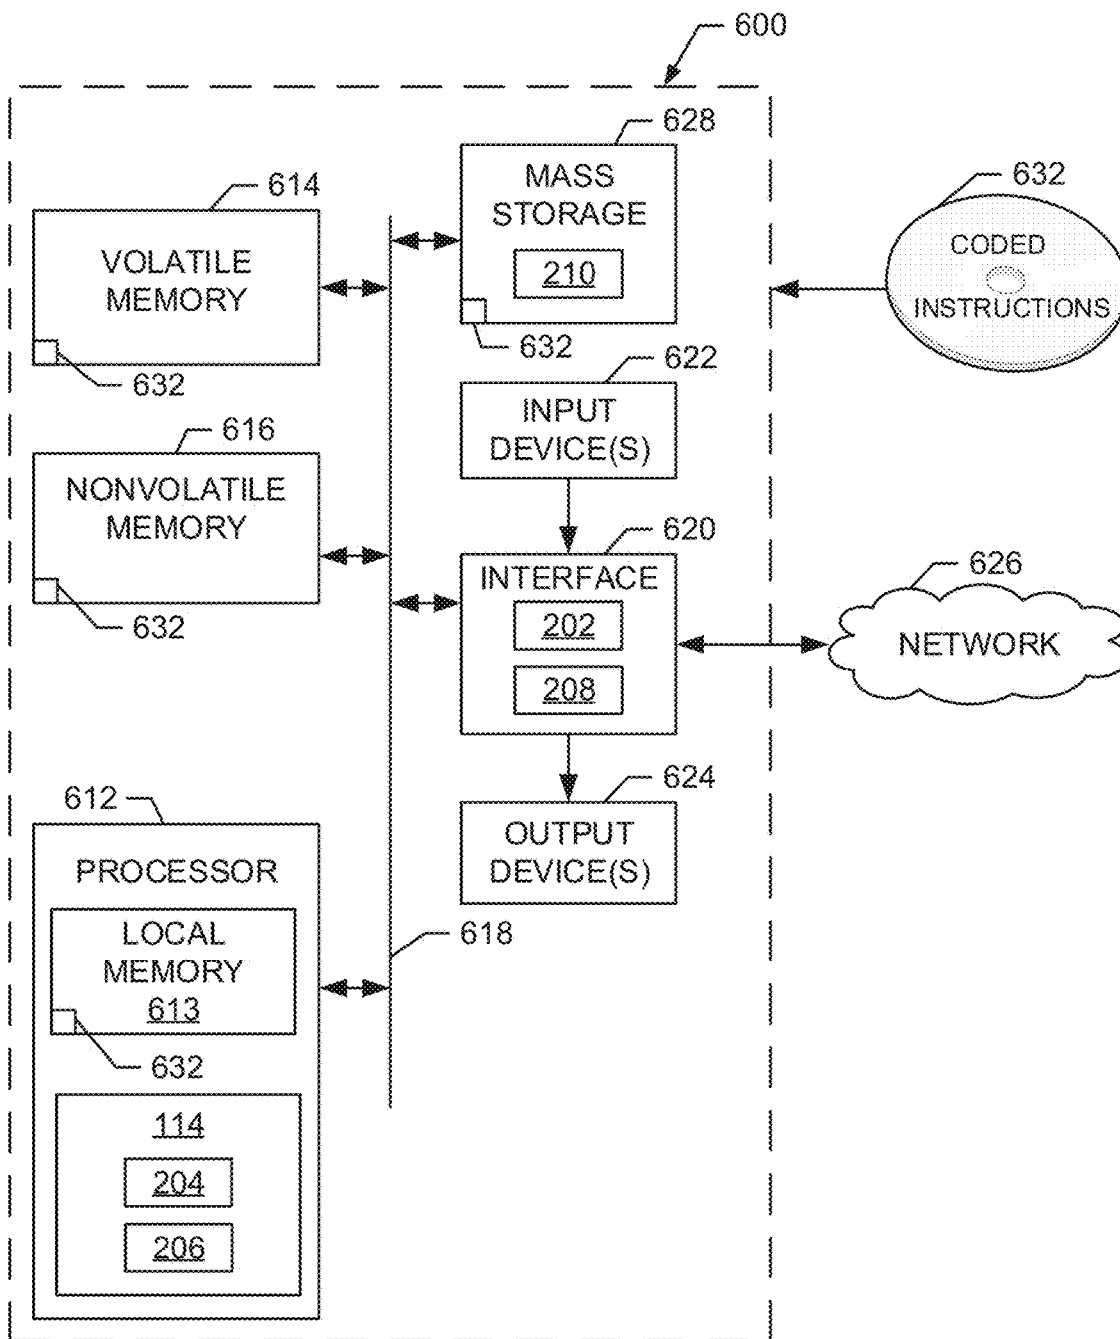 600
628
MASS
STORAGE
210
632
614
VOLATILE
MEMORY
632
632
CODED
INSTRUCTIONS
622
INPUT
DEVICE(S)
616
NONVOLATILE
MEMORY
632
620
INTERFACE
202
208
626
NETWORK
624
OUTPUT
DEVICE(S)
612
PROCESSOR
LOCAL
MEMORY
613
632
618
114
204
206